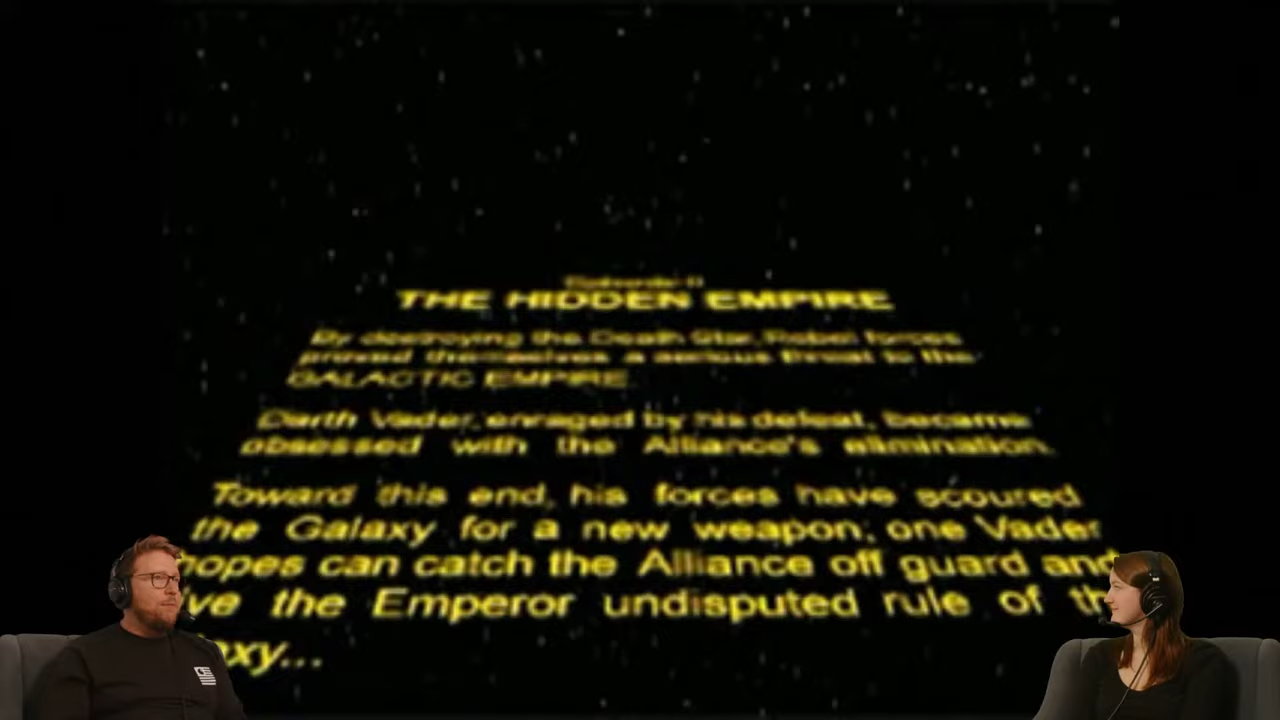 Episode II
THE HIDDEN EMPIRE
By destroying the Death Star, Rebel forces
proved themselves a serious threat to the
GALACTIC EMPIRE.
Darth Vader, enraged by his defeat, became
obsessed with the Alliance's elimination.
Toward this end, his forces have scoured
the Galaxy for a new weapon; one Vader
hopes can catch the Alliance off guard and
the Emperor undisputed rule of